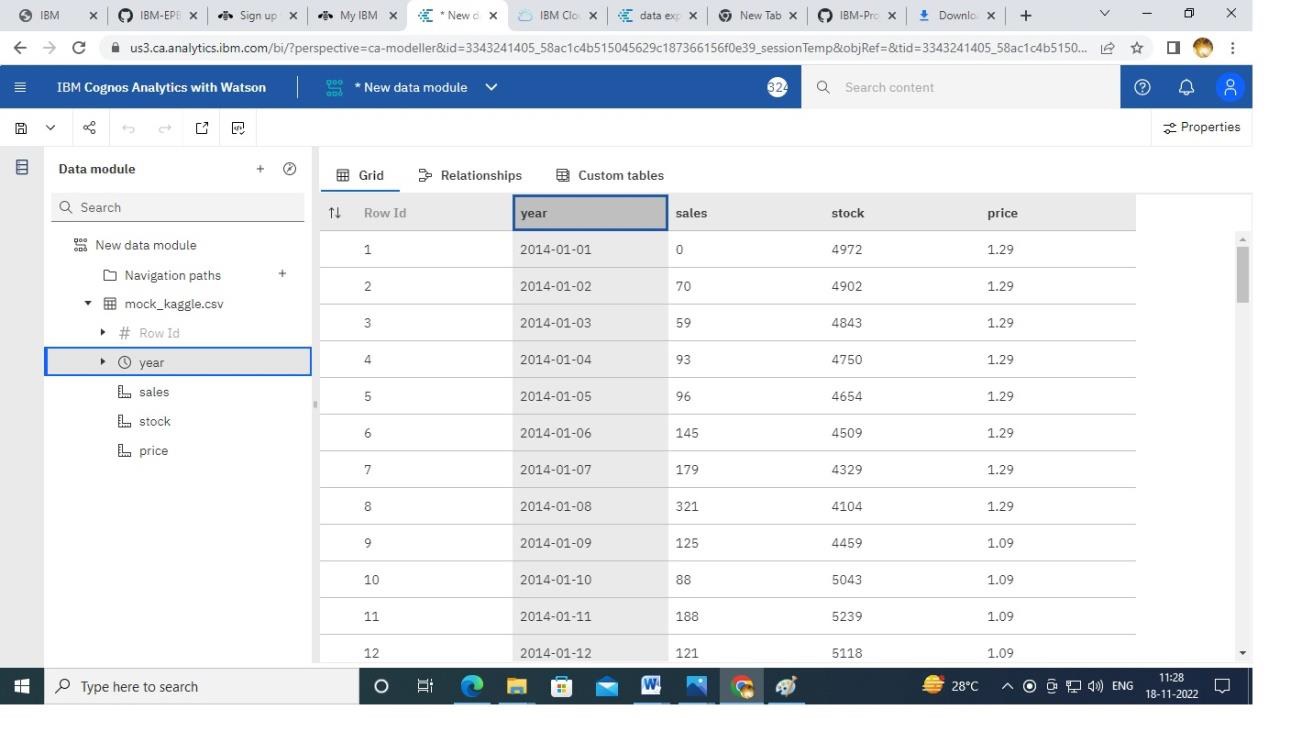 IBM IBM-EPB Sign up My IBM * New d IBM Clo data exp New Tab IBM-Pro Downlo
us3.ca.analytics.ibm.com/bi/?perspective=ca-modeller&id=3343241405_58ac1c4b515045629c187366156f0e39_sessionTemp&objRef=&tid=3343241405_58ac1c4b5150...
IBM Cognos Analytics with Watson * New data module 324 Search content
Properties
Data module
Grid Relationships Custom tables
Search
Row Id year sales stock price
New data module
1 2014-01-01 0 4972 1.29
Navigation paths
2 2014-01-02 70 4902 1.29
mock_kaggle.csv
3 2014-01-03 59 4843 1.29
# Row Id
year
4 2014-01-04 93 4750 1.29
sales
5 2014-01-05 96 4654 1.29
stock
6 2014-01-06 145 4509 1.29
price
7 2014-01-07 179 4329 1.29
8 2014-01-08 321 4104 1.29
9 2014-01-09 125 4459 1.09
10 2014-01-10 88 5043 1.09
11 2014-01-11 188 5239 1.09
12 2014-01-12 121 5118 1.09
Type here to search 28°C ENG 11:28
18-11-2022